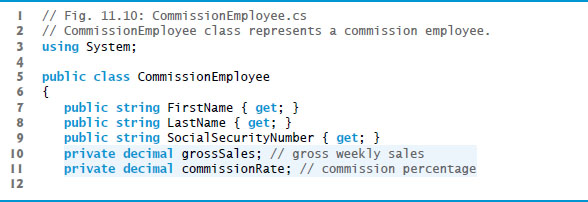 1 // Fig. 11.10: CommissionEmployee.cs
2 // CommissionEmployee class represents a commission employee.
3 using System;
4
5 public class CommissionEmployee
6 {
7 public string FirstName { get; }
8 public string LastName { get; }
9 public string SocialSecurityNumber { get; }
10 private decimal grossSales; // gross weekly sales
11 private decimal commissionRate; // commission percentage
12